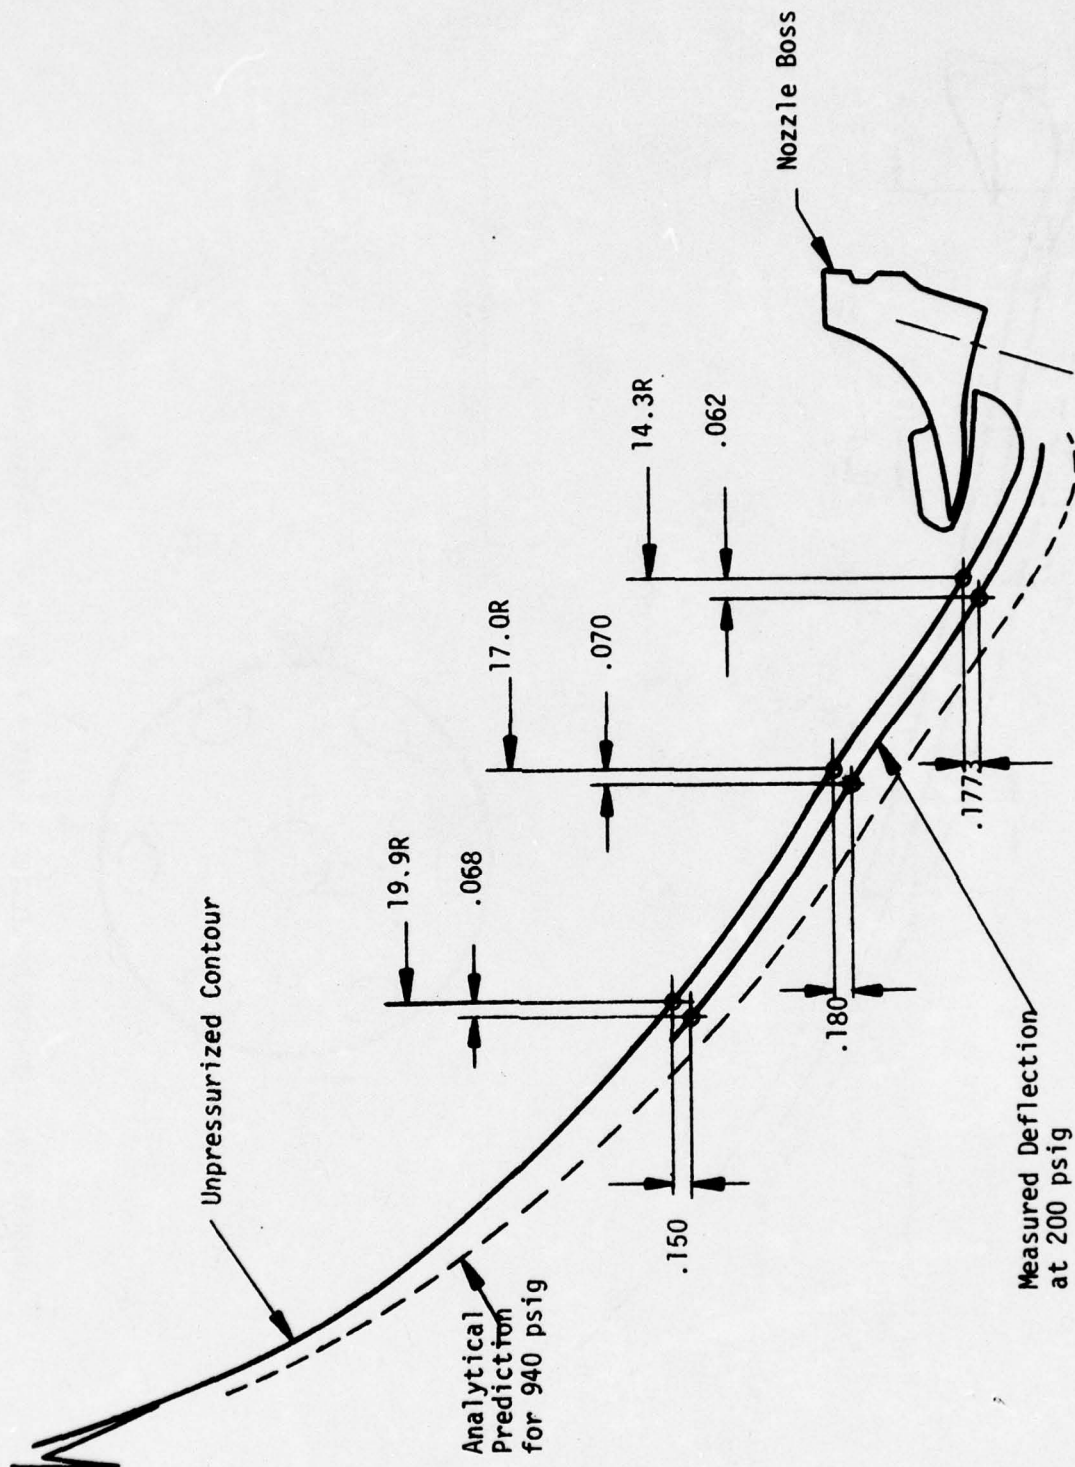 Unpressurized Contour
19.9R
.068
17.0R
.070
14.3R
.062
Nozzle Boss
Analytical
Prediction
for 940 psig
.150
.180
.1773
Measured Deflection
at 200 psig